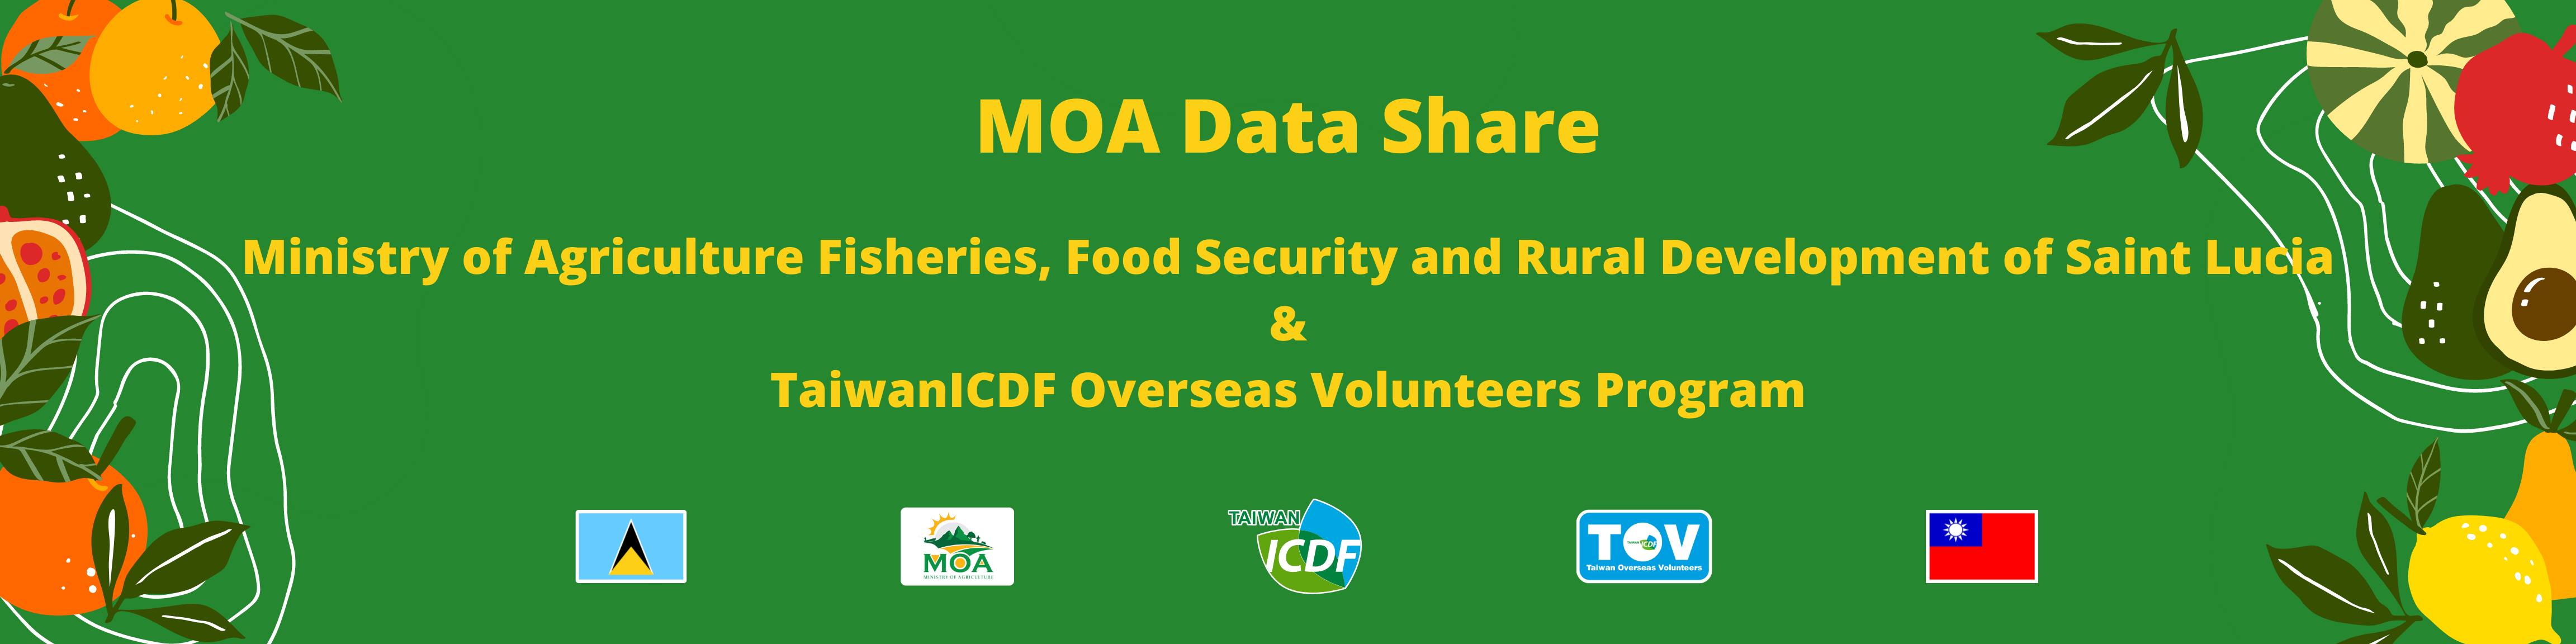 MOA Data Share
Ministry of Agriculture Fisheries, Food Security and Rural Development of Saint Lucia
&
TaiwanICDF Overseas Volunteers Program
MOA
MINISTRY OF AGRICULTURE
TAIWAN
ICDF
TOV
Taiwan Overseas Volunteers